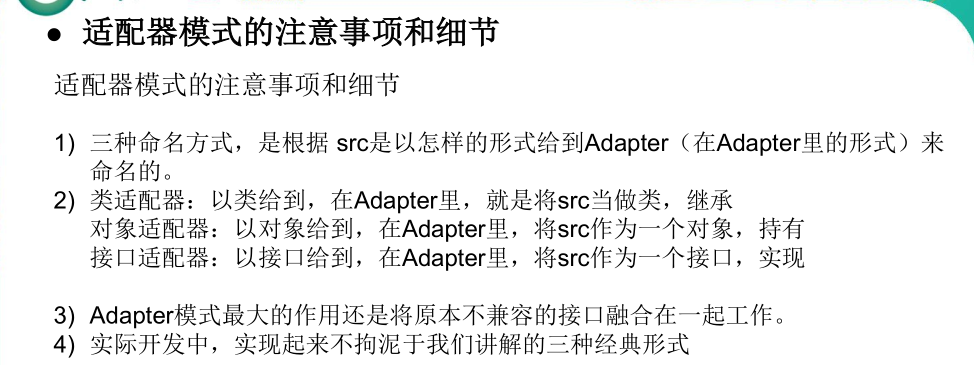 ● 适配器模式的注意事项和细节
适配器模式的注意事项和细节
1) 三种命名方式，是根据 src是以怎样的形式给到Adapter（在Adapter里的形式）来
命名的。
2) 类适配器：以类给到，在Adapter里，就是将src当做类，继承
对象适配器：以对象给到，在Adapter里，将src作为一个对象，持有
接口适配器：以接口给到，在Adapter里，将src作为一个接口，实现
3) Adapter模式最大的作用还是将原本不兼容的接口融合在一起工作。
4) 实际开发中，实现起来不拘泥于我们讲解的三种经典形式